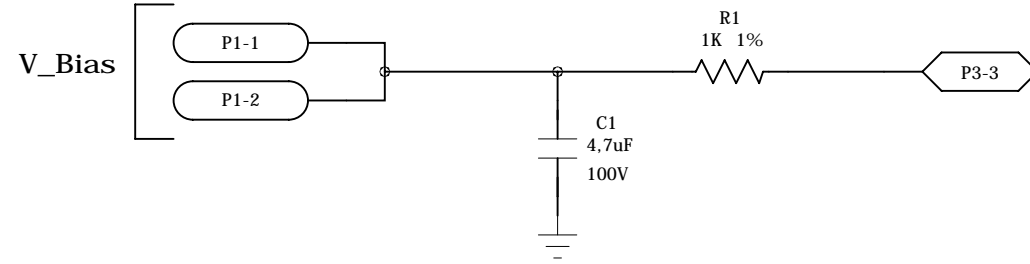 V_Bias
P1-1
P1-2
R1
1K 1%
P3-3
C1
4,7uF
100V